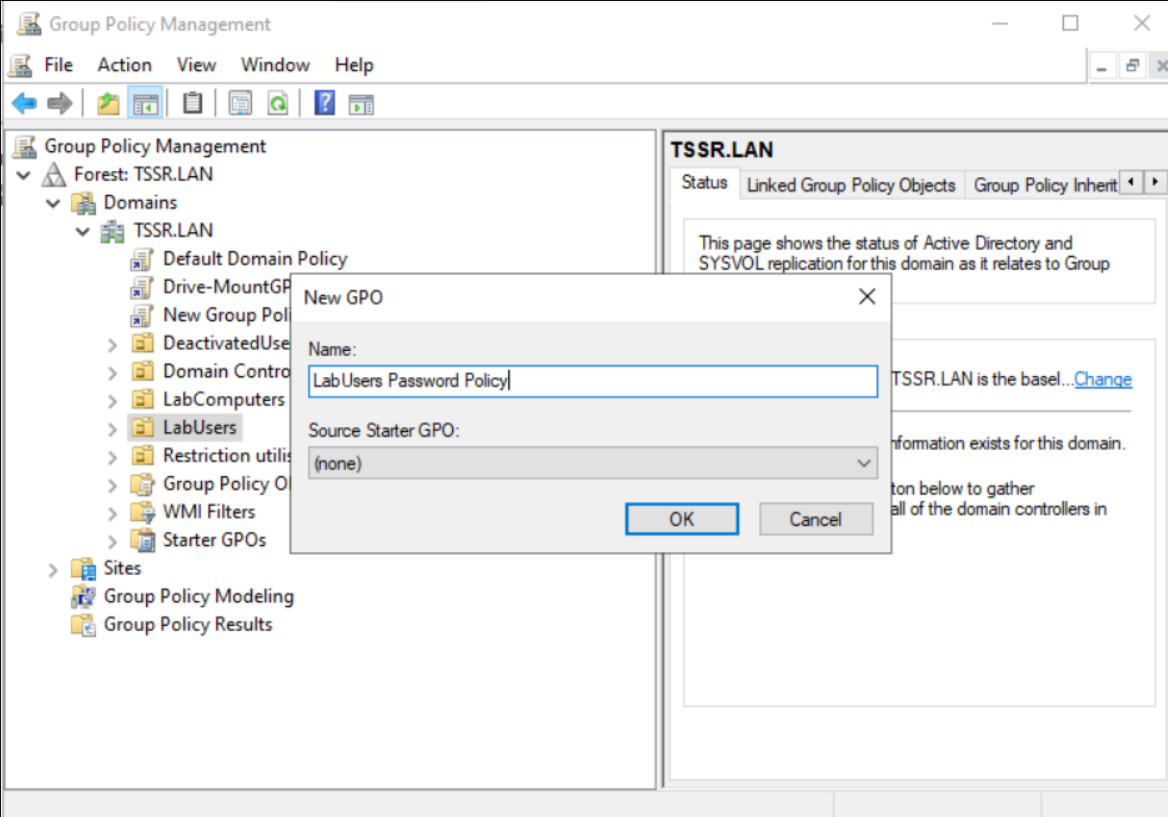 Group Policy Management
File Action View Window Help
Group Policy Management
Forest: TSSR.LAN
Domains
TSSR.LAN
Default Domain Policy
Drive-MountGP
New Group Poli
DeactivatedUse
Domain Contro
LabComputers
LabUsers
Restriction utilis
Group Policy O
WMI Filters
Starter GPOs
Sites
Group Policy Modeling
Group Policy Results
TSSR.LAN
Status Linked Group Policy Objects Group Policy Inherit
This page shows the status of Active Directory and
SYSVOL replication for this domain as it relates to Group
TSSR.LAN is the basel...Change
nformation exists for this domain.
ton below to gather
all of the domain controllers in
New GPO
Name:
LabUsers Password Policy
Source Starter GPO:
(none)
OK Cancel